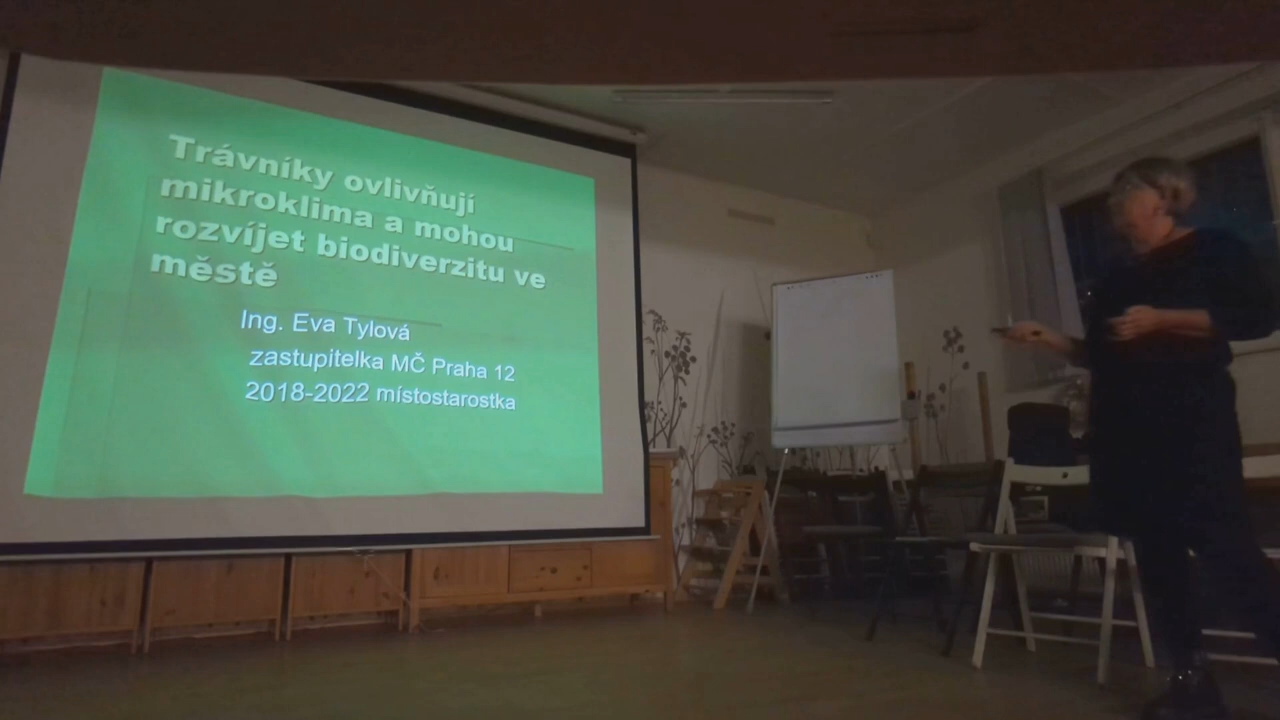 Trávníky ovlivňují
mikroklima a mohou
rozvíjet biodiverzitu ve
městě
Ing. Eva Tylová
zastupitelka MČ Praha 12
2018-2022 místostarostka